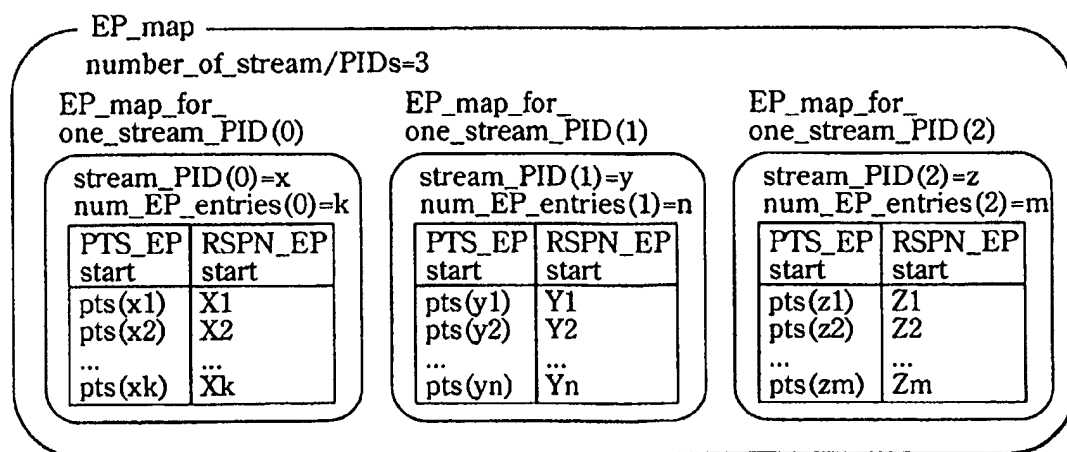 EP_map
number_of_stream/PIDs=3
EP_map_for_
one_stream_PID(0)
stream_PID(0)=x
num_EP_entries(0)=k
PTS_EP RSPN_EP
start start
pts(x1) X1
pts(x2) X2
... ...
pts(xk) Xk
EP_map_for_
one_stream_PID(1)
stream_PID(1)=y
num_EP_entries(1)=n
PTS_EP RSPN_EP
start start
pts(y1) Y1
pts(y2) Y2
... ...
pts(yn) Yn
EP_map_for_
one_stream_PID(2)
stream_PID(2)=z
num_EP_entries(2)=m
PTS_EP RSPN_EP
start start
pts(z1) Z1
pts(z2) Z2
... ...
pts(zm) Zm